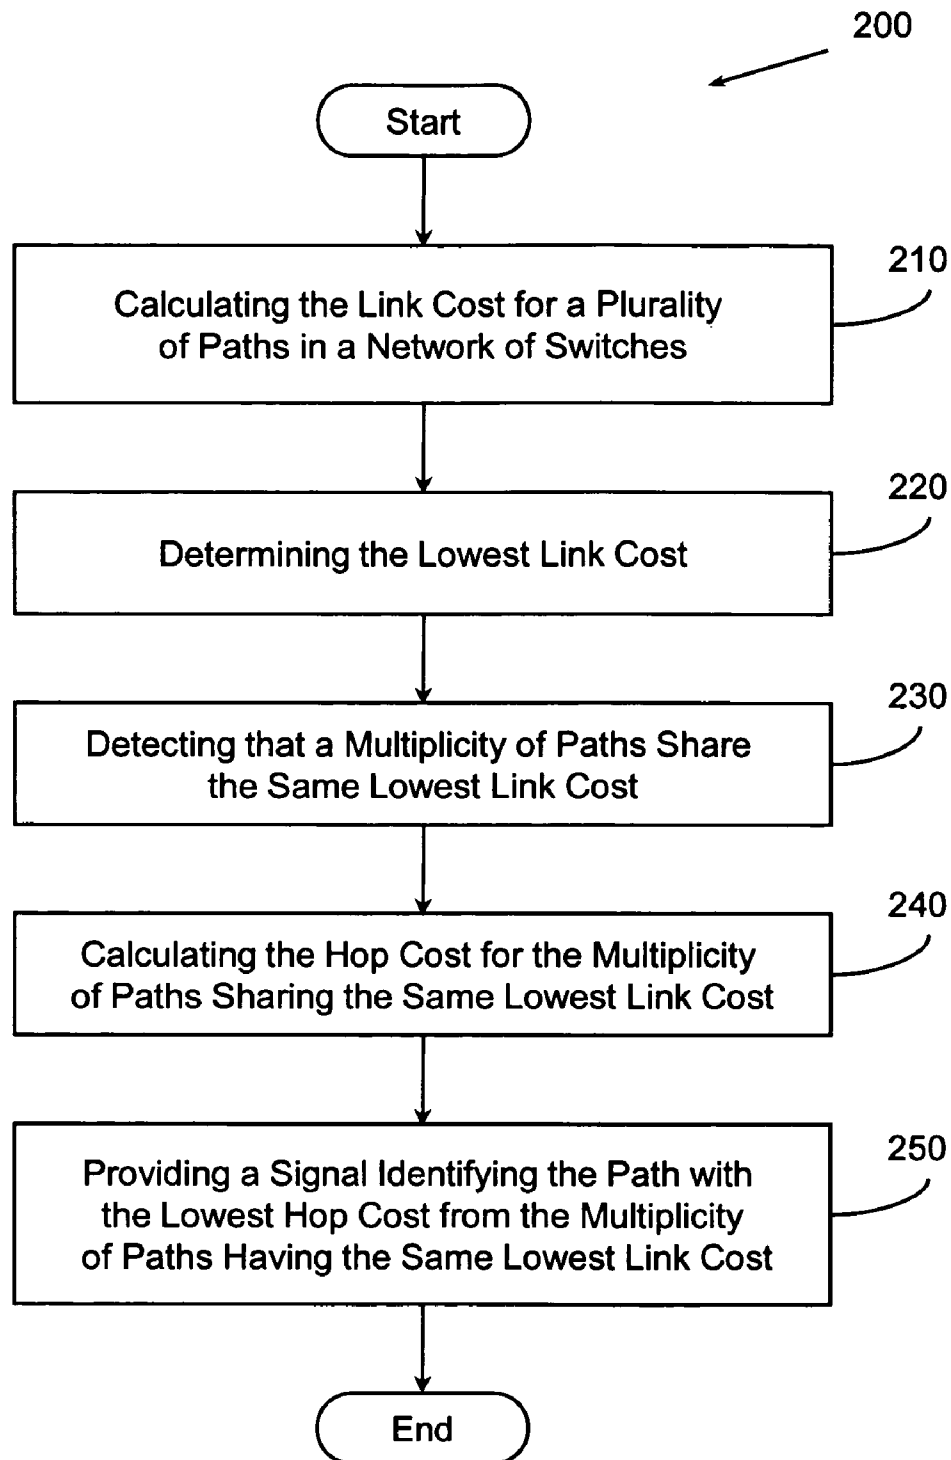 200
Start
210
Calculating the Link Cost for a Plurality
of Paths in a Network of Switches
220
Determining the Lowest Link Cost
230
Detecting that a Multiplicity of Paths Share
the Same Lowest Link Cost
240
Calculating the Hop Cost for the Multiplicity
of Paths Sharing the Same Lowest Link Cost
250
Providing a Signal Identifying the Path with
the Lowest Hop Cost from the Multiplicity
of Paths Having the Same Lowest Link Cost
End